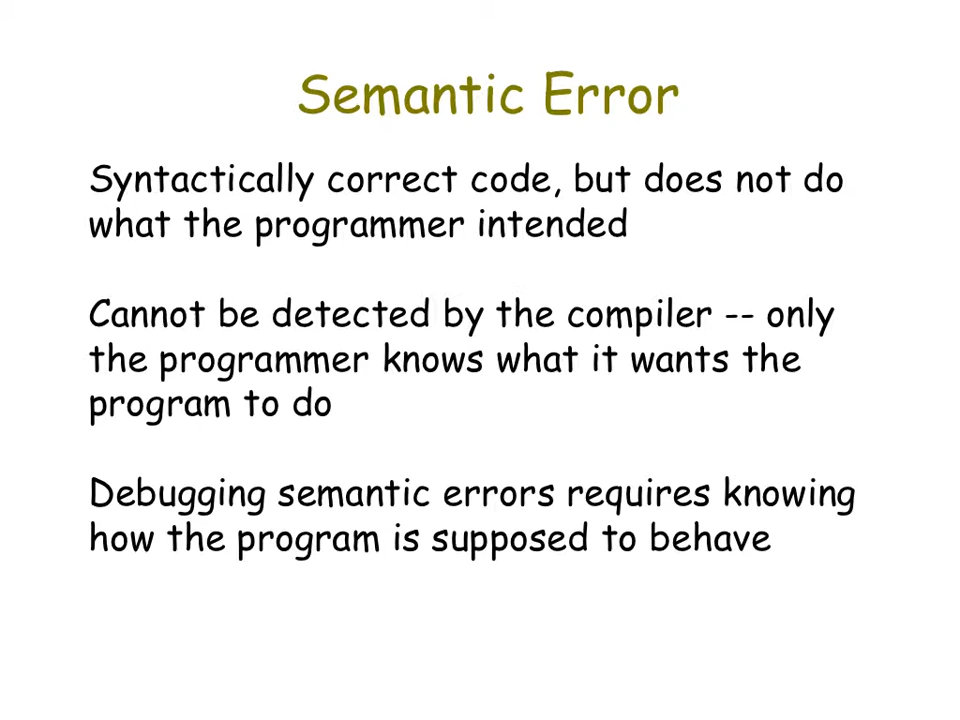 Semantic Error
Syntactically correct code, but does not do
what the programmer intended
Cannot be detected by the compiler -- only
the programmer knows what it wants the
program to do
Debugging semantic errors requires knowing
how the program is supposed to behave